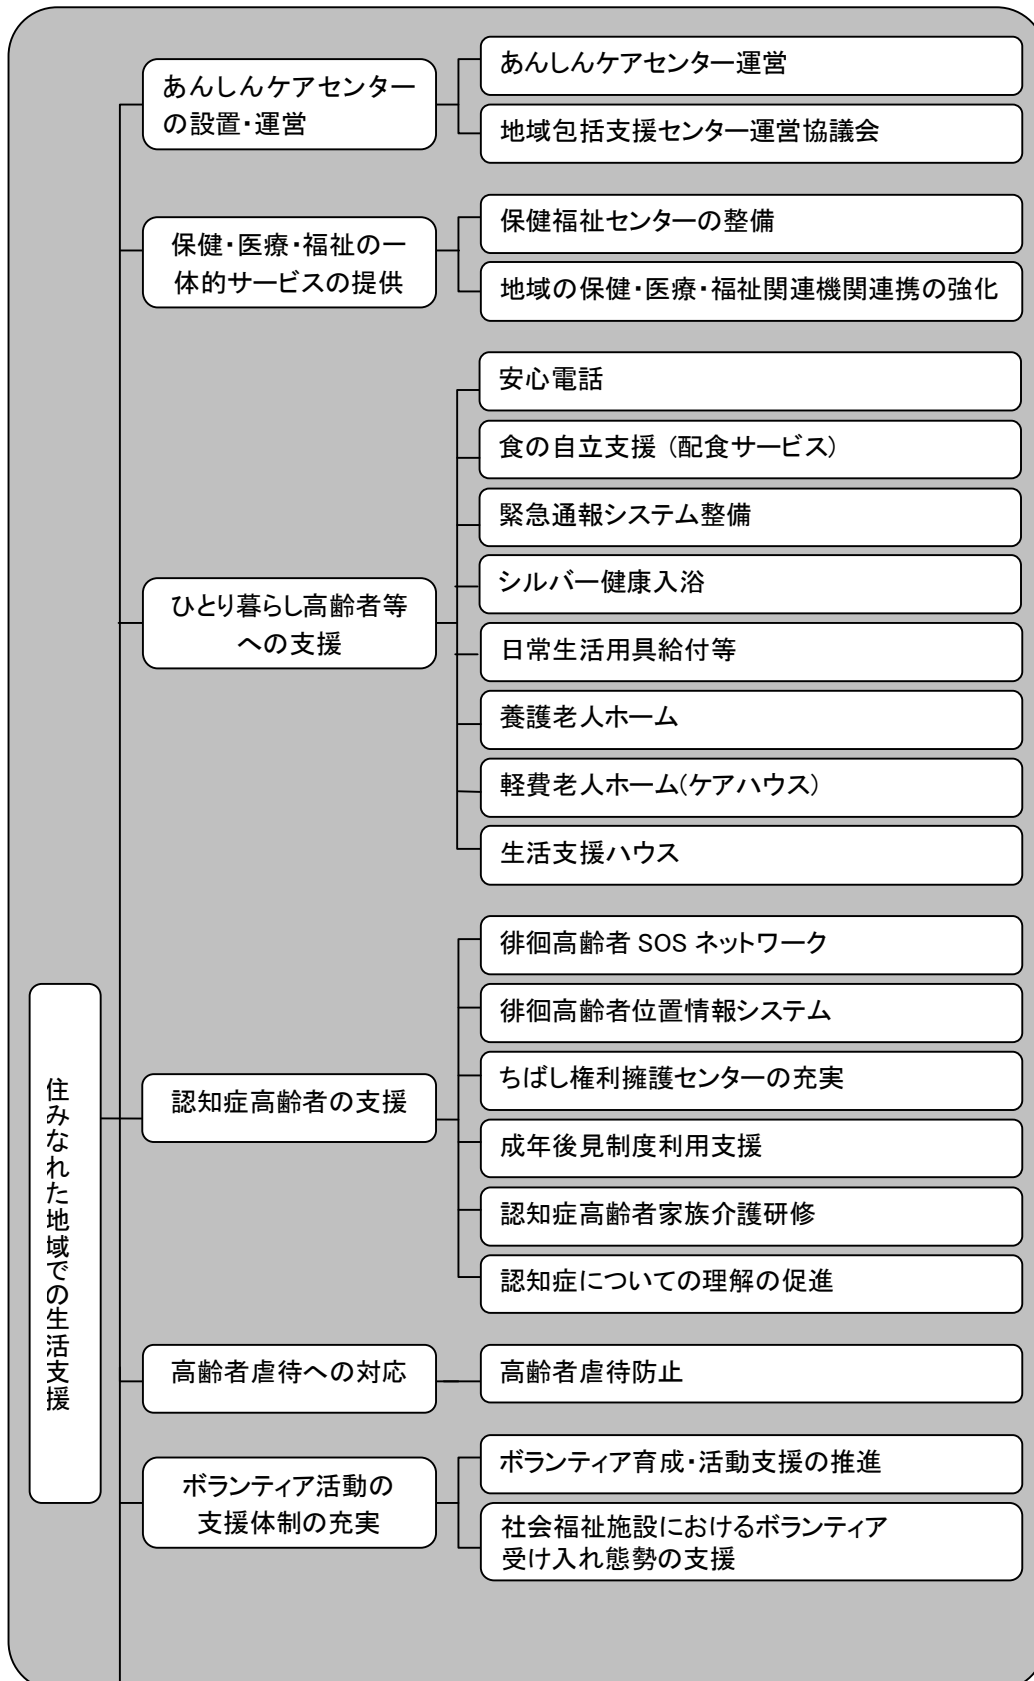 あんしんケアセンター
の設置・運営
あんしんケアセンター運営
地域包括支援センター運営協議会
保健・医療・福祉の一
体的サービスの提供
保健福祉センターの整備
地域の保健・医療・福祉関連機関連携の強化
ひとり暮らし高齢者等
への支援
安心電話
食の自立支援（配食サービス）
緊急通報システム整備
シルバー健康入浴
日常生活用具給付等
養護老人ホーム
軽費老人ホーム（ケアハウス）
生活支援ハウス
住みなれた地域での生活支援
認知症高齢者の支援
徘徊高齢者 SOS ネットワーク
徘徊高齢者位置情報システム
ちばし権利擁護センターの充実
成年後見制度利用支援
認知症高齢者家族介護研修
認知症についての理解の促進
高齢者虐待への対応
高齢者虐待防止
ボランティア活動の
支援体制の充実
ボランティア育成・活動支援の推進
社会福祉施設におけるボランティア
受け入れ態勢の支援